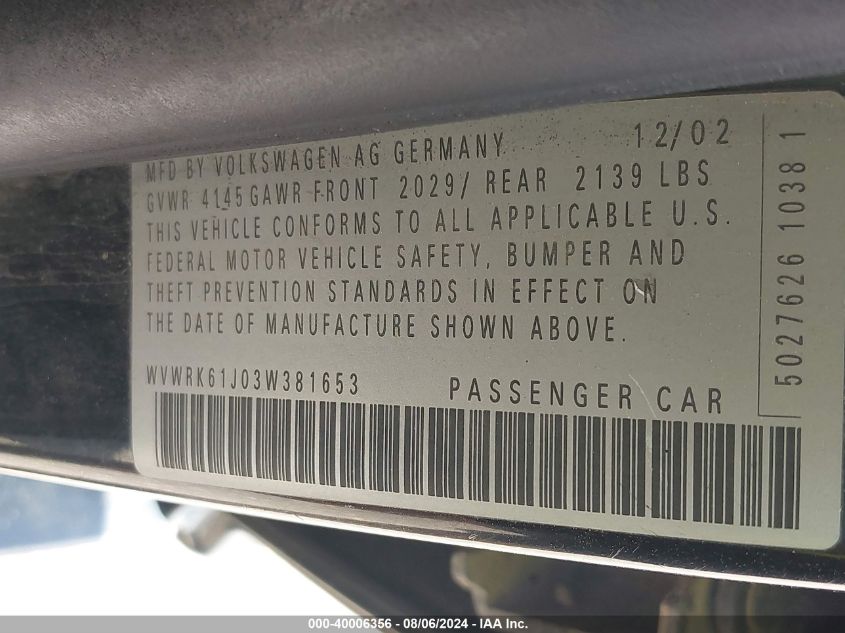 MFD BY VOLKSWAGEN AG GERMANY 12/02
GVWR 4145 GAWR FRONT 2029/ REAR 2139 LBS
THIS VEHICLE CONFORMS TO ALL APPLICABLE U.S.
FEDERAL MOTOR VEHICLE SAFETY, BUMPER AND
THEFT PREVENTION STANDARDS IN EFFECT ON
THE DATE OF MANUFACTURE SHOWN ABOVE.
WVWRK61J03W381653 PASSENGER CAR
5027626 1038 1
000-40006356 - 08/06/2024 - IAA Inc.